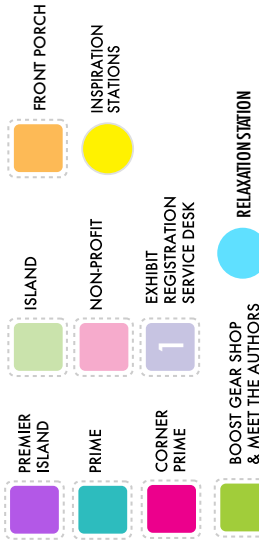 PREMIER
ISLAND
ISLAND
FRONT PORCH
PRIME
NON-PROFIT
INSPIRATION
STATIONS
CORNER
PRIME
1
EXHIBIT
REGISTRATION
SERVICE DESK
BOOST GEAR SHOP
& MEET THE AUTHORS
RELAXATION STATION